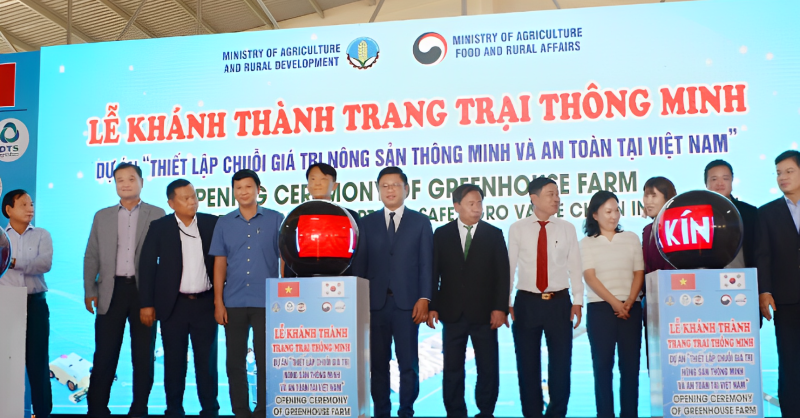 MINISTRY OF AGRICULTURE
AND RURAL DEVELOPMENT
MINISTRY OF AGRICULTURE
FOOD AND RURAL AFFAIRS
LỄ KHÁNH THÀNH TRANG TRẠI THÔNG MINH
DỰ ÁN "THIẾT LẬP CHUỖI GIÁ TRỊ NÔNG SẢN THÔNG MINH VÀ AN TOÀN TẠI VIỆT NAM"
OPENING CEREMONY OF GREENHOUSE FARM
SAFE
IN
DTS
KÍN
LỄ KHÁNH THÀNH
TRANG TRẠI THÔNG MINH
DỰ ÁN "THIẾT LẬP CHUỖI GIÁ TRỊ
NÔNG SẢN THÔNG MINH
VÀ AN TOÀN TẠI VIỆT NAM"
OPENING CEREMONY
OF GREENHOUSE FARM
LỄ KHÁNH THÀNH
TRANG TRẠI THÔNG MINH
DỰ ÁN "THIẾT LẬP CHUỖI GIÁ TRỊ
NÔNG SẢN THÔNG MINH
VÀ AN TOÀN TẠI VIỆT NAM"
OPENING CEREMONY
OF GREENHOUSE FARM